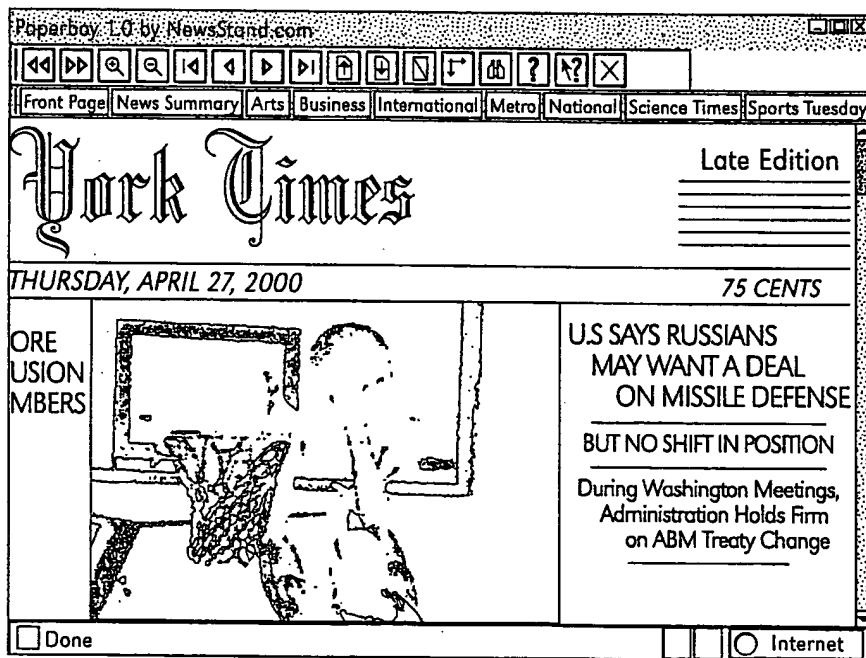 Paperboy 1.0 by NewsStand.com
Front Page News Summary Arts Business International Metro National Science Times Sports Tuesday
York Times
Late Edition
THURSDAY, APRIL 27, 2000
75 CENTS
ORE
USION
MBERS
U.S SAYS RUSSIANS
MAY WANT A DEAL
ON MISSILE DEFENSE
BUT NO SHIFT IN POSITION
During Washington Meetings,
Administration Holds Firm
on ABM Treaty Change
Done
Internet